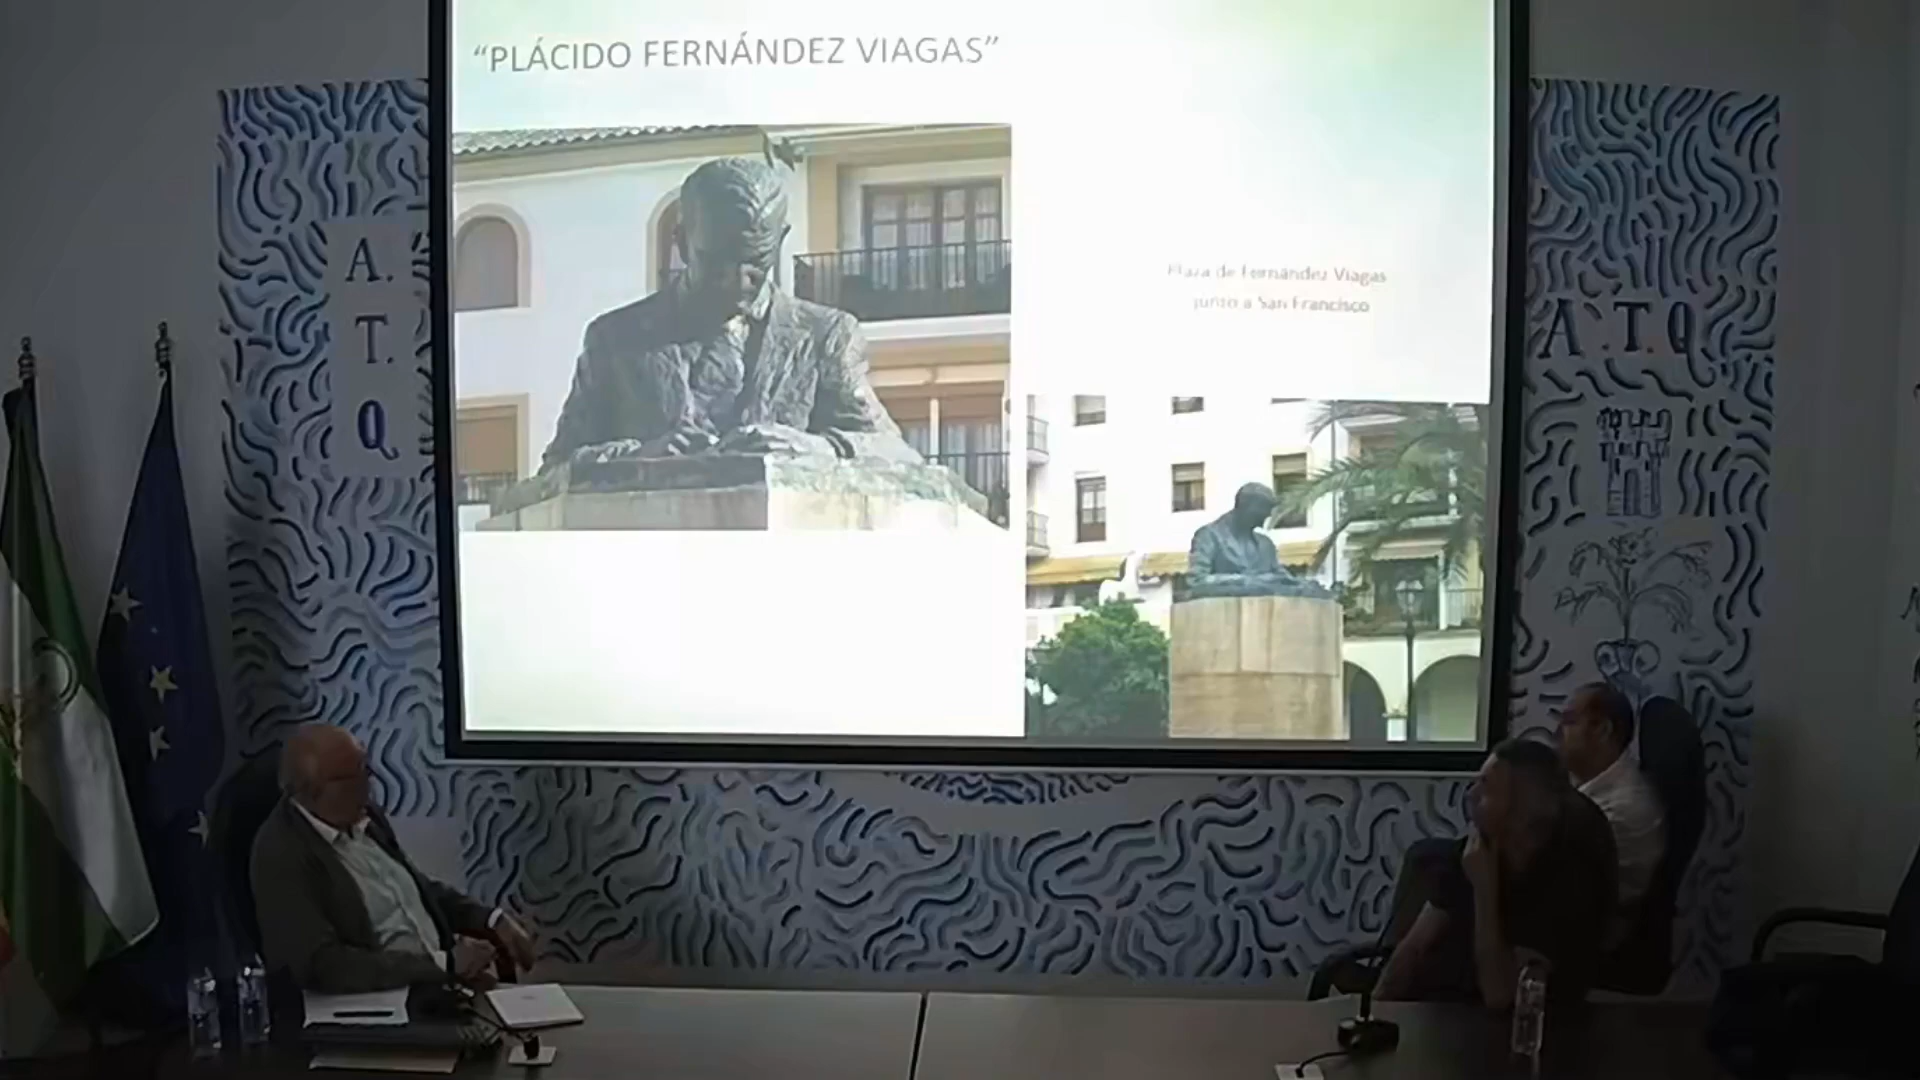 “PLÁCIDO FERNÁNDEZ VIAGAS”
Plaza de Fernández Viagas
junto a San Francisco
A.
T.
Q
A.T.Q